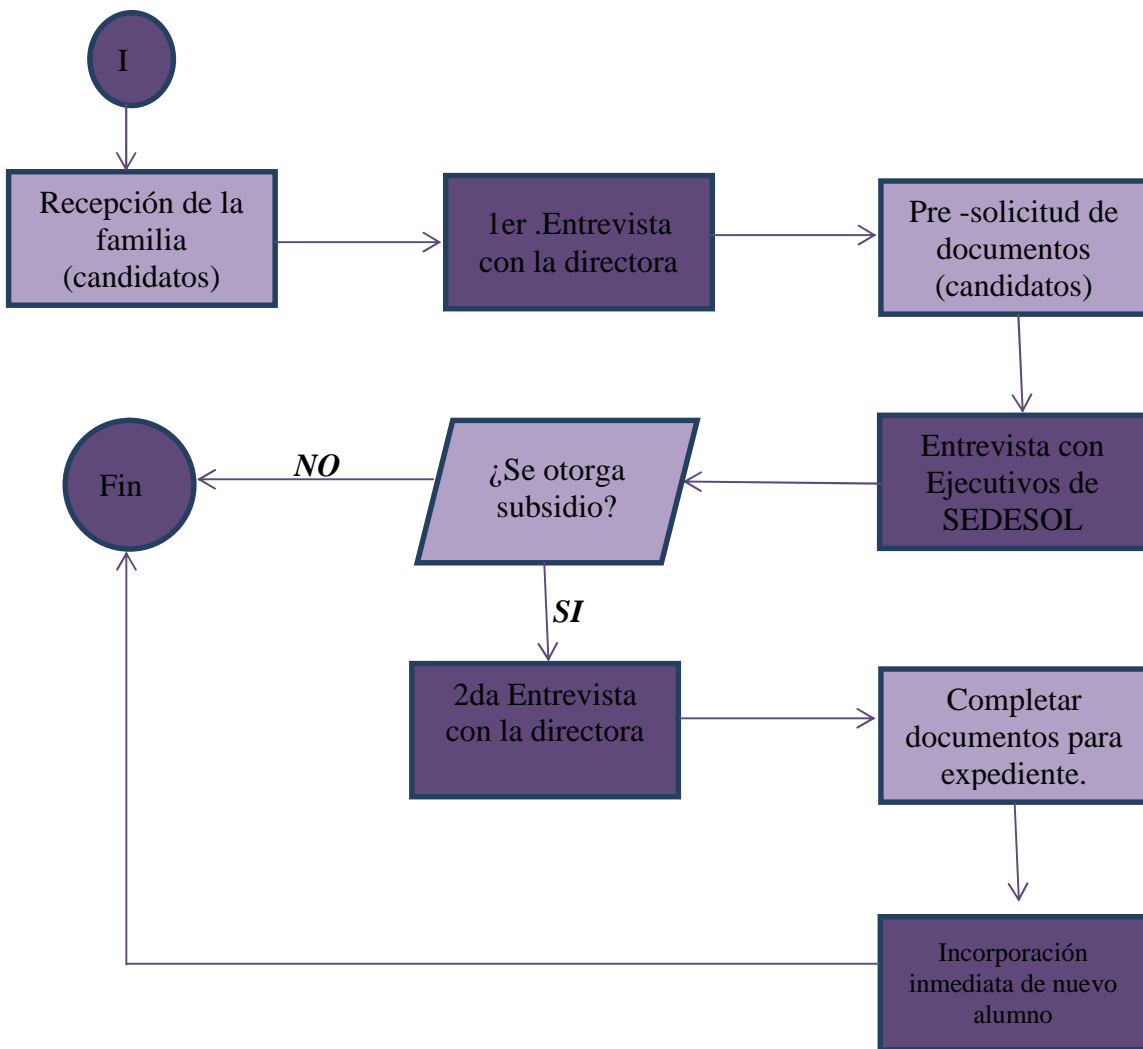 I
Recepción de la
familia
(candidatos)
1er .Entrevista
con la directora
Pre -solicitud de
documentos
(candidatos)
Entrevista con
Ejecutivos de
SEDESOL
¿Se otorga
subsidio?
NO
Fin
SI
2da Entrevista
con la directora
Completar
documentos para
expediente.
Incorporación
inmediata de nuevo
alumno